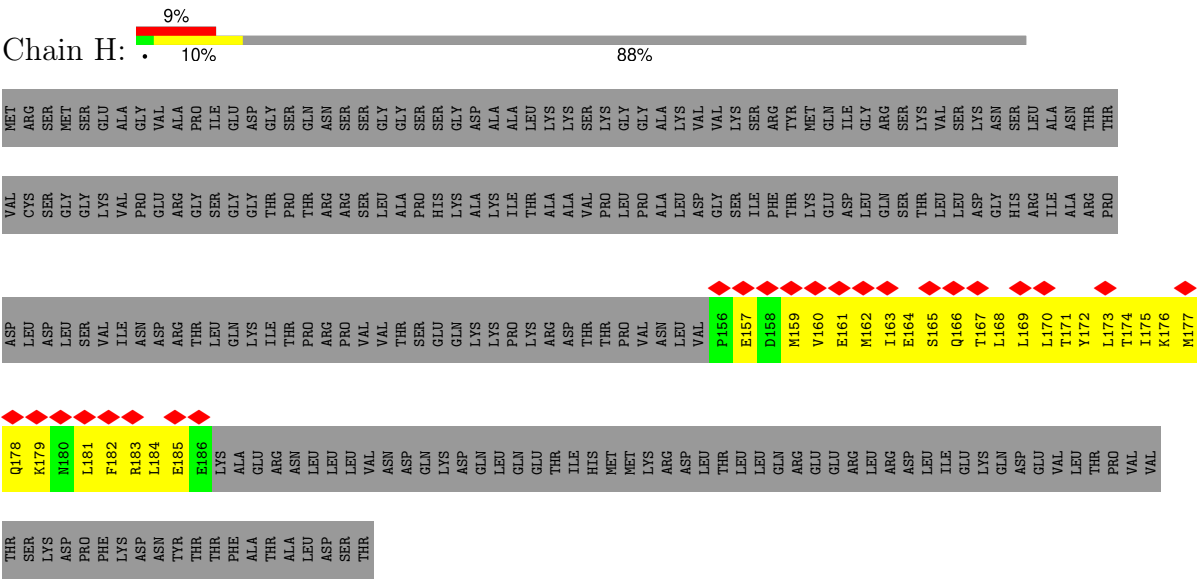 9%
Chain H:
• 10% 88%
MET ARG SER MET SER GLU ALA GLY VAL ALA PRO ILE GLU ASP GLY SER GLN ASN SER SER GLY GLY SER SER GLY ASP ALA ALA LEU LYS LYS SER LYS GLY GLY ALA LYS VAL VAL LYS SER ARG TYR MET GLN ILE GLY ARG SER LYS VAL SER LYS ASN SER LEU ALA ASN THR THR
VAL CYS SER GLY GLY LYS VAL PRO GLU ARG GLY SER GLY GLY THR PRO THR ARG ARG SER LEU ALA PRO HIS LYS ALA LYS ILE THR ALA ALA VAL PRO LEU PRO ALA LEU ASP GLY SER ILE PHE THR LYS GLU ASP LEU GLN SER THR LEU LEU ASP GLY HIS ARG ILE ALA ARG PRO
ASP LEU ASP LEU SER VAL ILE ASN ASP ARG THR LEU GLN LYS ILE THR PRO ARG PRO VAL VAL THR SER GLU GLN LYS LYS PRO LYS ARG ASP THR THR PRO VAL ASN LEU VAL P156 E157 D158 M159 V160 E161 M162 I163 E164 S165 Q166 T167 L168 L169 L170 T171 Y172 L173 T174 I175 K176 M177
Q178 K179 N180 L181 F182 R183 L184 E185 E186 LYS ALA GLU ARG ASN LEU LEU LEU VAL ASN ASP GLN LYS ASP GLN LEU GLN GLU THR ILE HIS MET MET LYS ARG ASP LEU THR LEU LEU GLN ARG GLU GLU ARG LEU ARG ASP LEU ILE GLU LYS GLN ASP GLU VAL LEU THR PRO VAL VAL
THR SER LYS ASP PRO PHE LYS ASP ASN TYR THR THR PHE ALA THR ALA LEU ASP SER THR